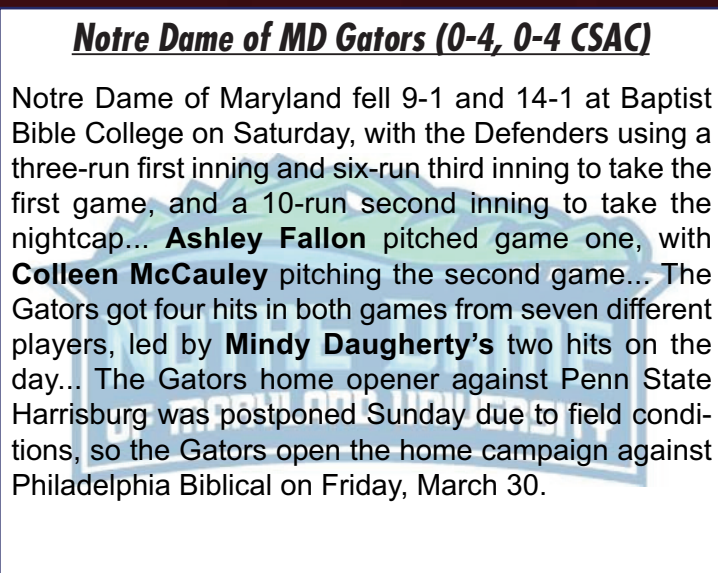 Notre Dame of MD Gators (0-4, 0-4 CSAC)
Notre Dame of Maryland fell 9-1 and 14-1 at Baptist
Bible College on Saturday, with the Defenders using a
three-run first inning and six-run third inning to take the
first game, and a 10-run second inning to take the
nightcap... Ashley Fallon pitched game one, with
Colleen McCauley pitching the second game... The
Gators got four hits in both games from seven different
players, led by Mindy Daugherty's two hits on the
day... The Gators home opener against Penn State
Harrisburg was postponed Sunday due to field condi-
tions, so the Gators open the home campaign against
Philadelphia Biblical on Friday, March 30.
NOTRE DAME
OF MARYLAND UNIVERSITY